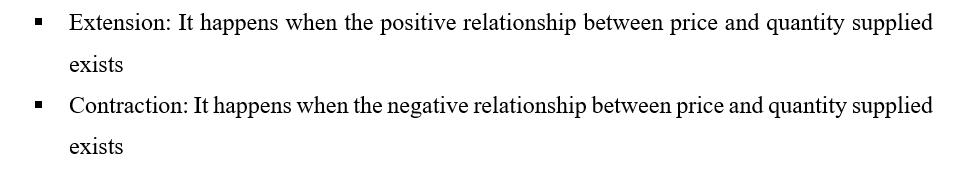 ▪ Extension: It happens when the positive relationship between price and quantity supplied
exists
▪ Contraction: It happens when the negative relationship between price and quantity supplied
exists